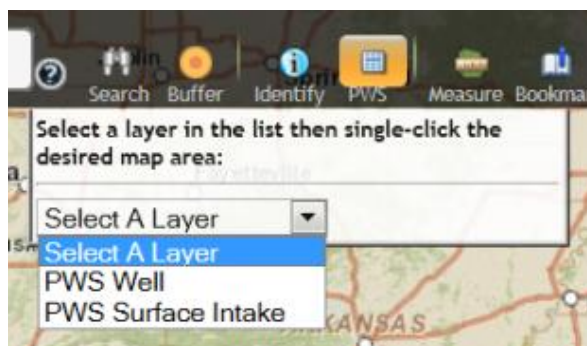 Search Buffer Identify PWS Measure Bookma
Select a layer in the list then single-click the
desired map area:
Fayetteville
Select A Layer
Select A Layer
PWS Well
PWS Surface Intake
KANSAS